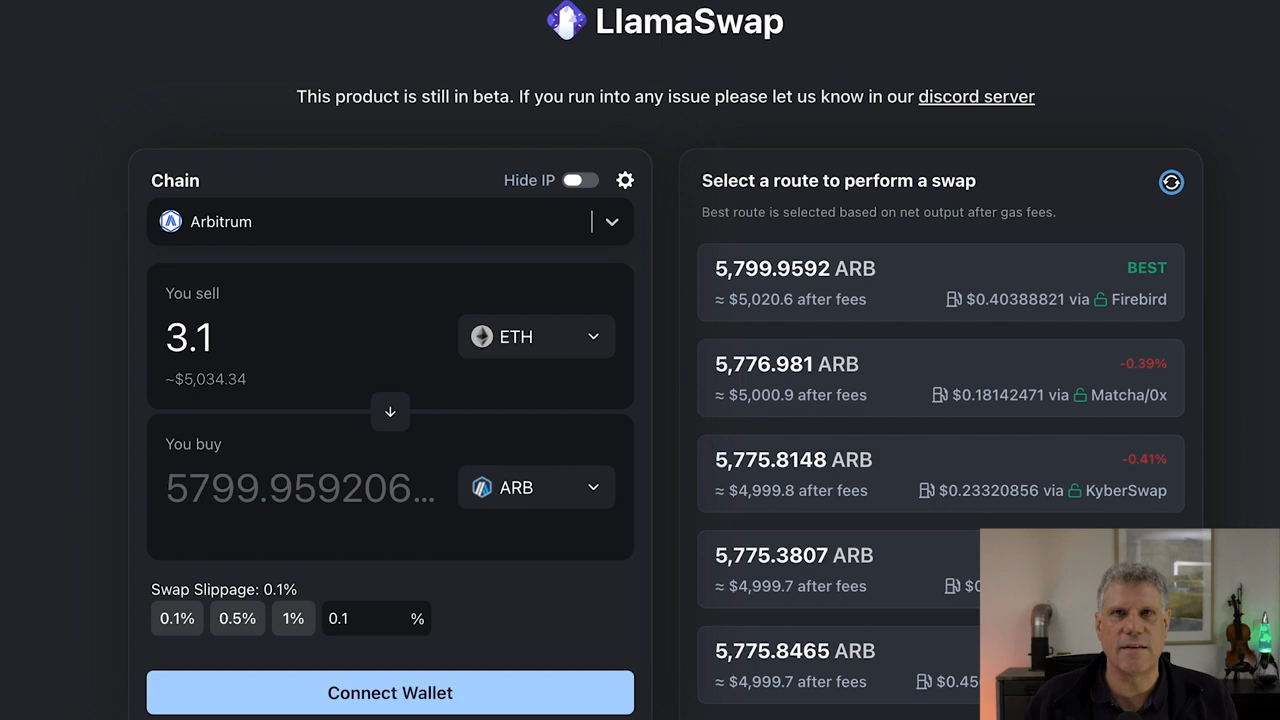 LlamaSwap
This product is still in beta. If you run into any issue please let us know in our discord server
Chain
Hide IP
Arbitrum
You sell
3.1
ETH
~$5,034.34
You buy
5799.959206...
ARB
Swap Slippage: 0.1%
0.1%
0.5%
1%
0.1
%
Connect Wallet
Select a route to perform a swap
Best route is selected based on net output after gas fees.
5,799.9592 ARB
BEST
≈ $5,020.6 after fees
$0.40388821 via Firebird
5,776.981 ARB
-0.39%
≈ $5,000.9 after fees
$0.18142471 via Matcha/0x
5,775.8148 ARB
-0.41%
≈ $4,999.8 after fees
$0.23320856 via KyberSwap
5,775.3807 ARB
≈ $4,999.7 after fees
$0
5,775.8465 ARB
≈ $4,999.7 after fees
$0.45